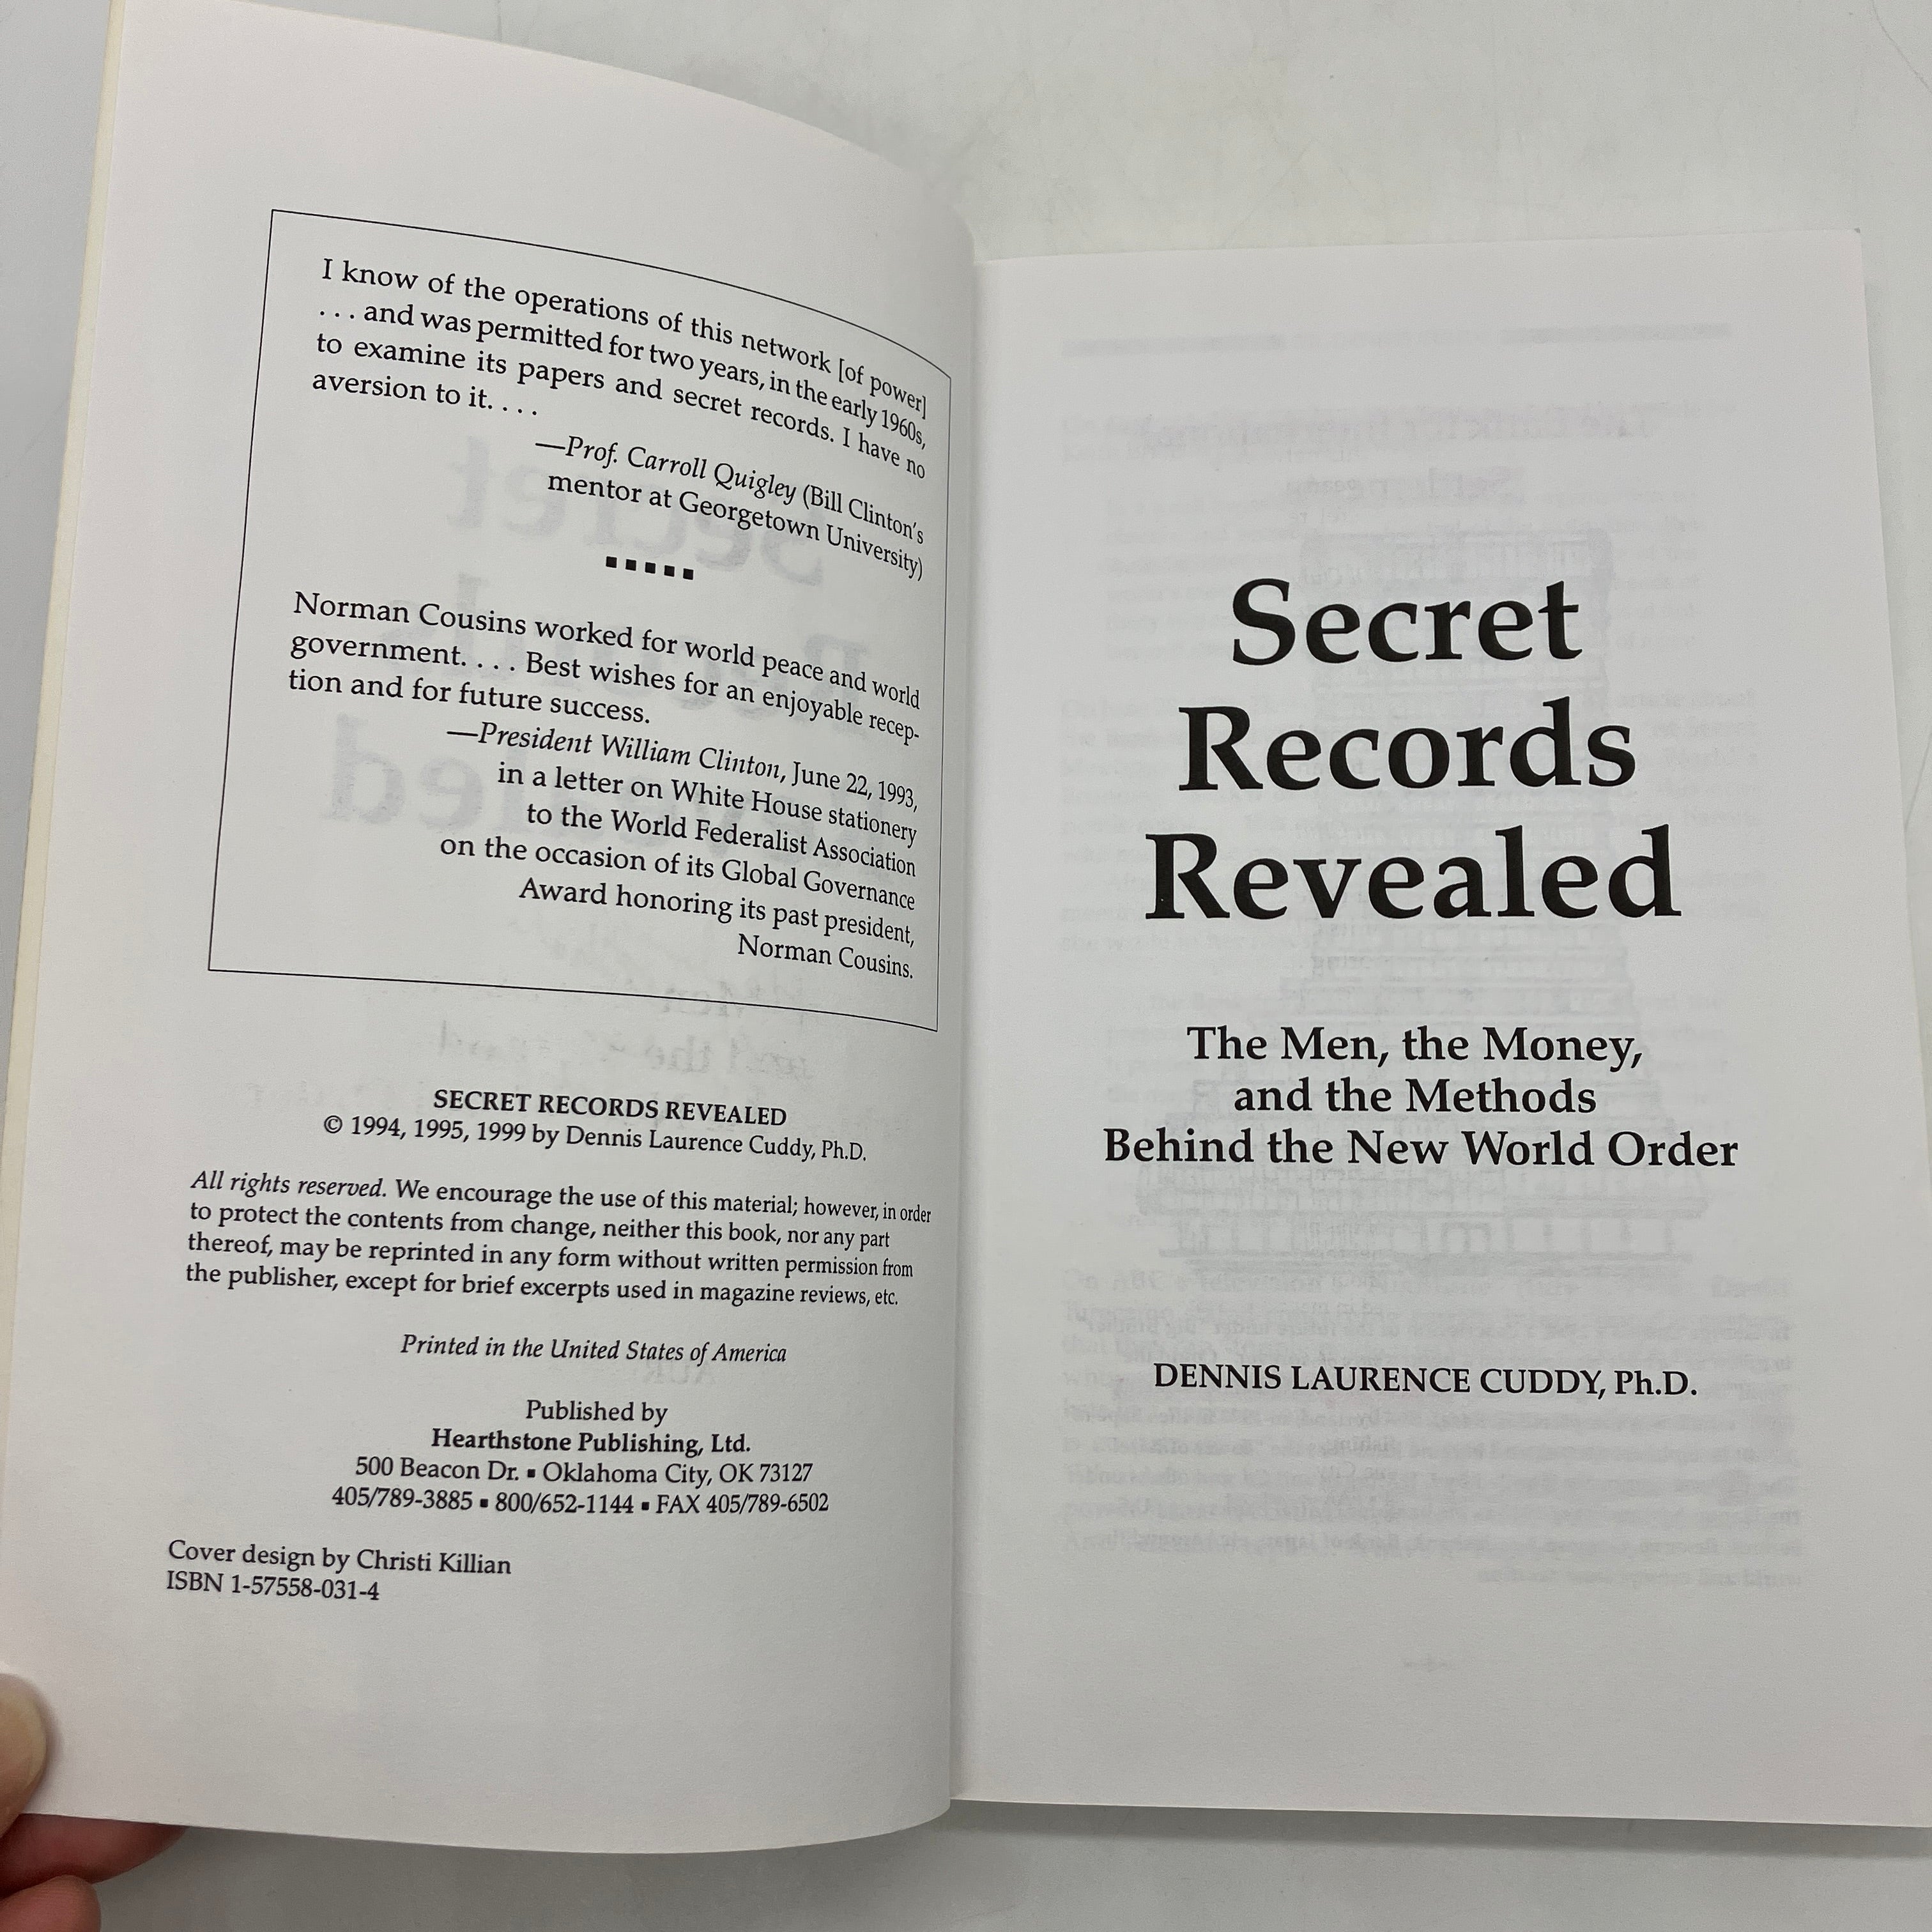 I know of the operations of this network [of power]
. . . and was permitted for two years, in the early 1960s,
to examine its papers and secret records. I have no
aversion to it. . . .
—Prof. Carroll Quigley (Bill Clinton's
mentor at Georgetown University)
▪▪▪▪▪
Norman Cousins worked for world peace and world
government. . . . Best wishes for an enjoyable recep-
tion and for future success.
—President William Clinton, June 22, 1993,
in a letter on White House stationery
to the World Federalist Association
on the occasion of its Global Governance
Award honoring its past president,
Norman Cousins.
SECRET RECORDS REVEALED
© 1994, 1995, 1999 by Dennis Laurence Cuddy, Ph.D.
All rights reserved. We encourage the use of this material; however, in order
to protect the contents from change, neither this book, nor any part
thereof, may be reprinted in any form without written permission from
the publisher, except for brief excerpts used in magazine reviews, etc.
Printed in the United States of America
Published by
Hearthstone Publishing, Ltd.
500 Beacon Dr. ▪ Oklahoma City, OK 73127
405/789-3885 ▪ 800/652-1144 ▪ FAX 405/789-6502
Cover design by Christi Killian
ISBN 1-57558-031-4
Secret
Records
Revealed
The Men, the Money,
and the Methods
Behind the New World Order
DENNIS LAURENCE CUDDY, Ph.D.